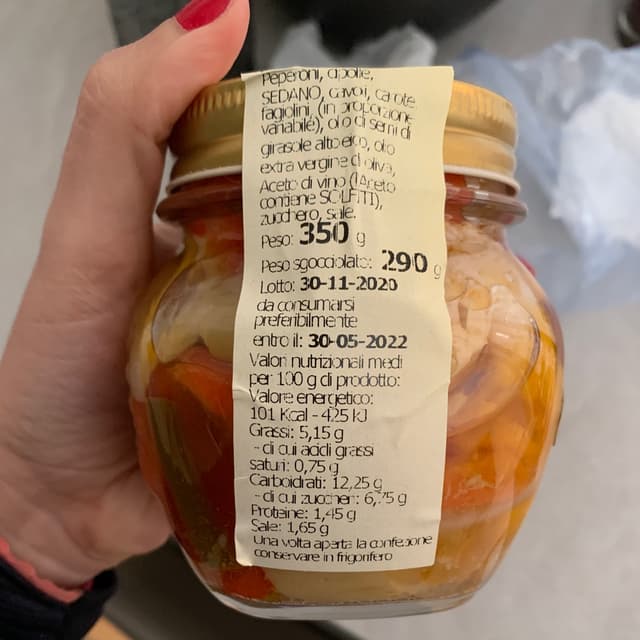 Peperoni, cipolle,
SEDANO, cavoli, carote
fagiolini, (in proporzione
variabile), olio di semi di
girasole alto oleico, olio
extra vergine di oliva,
Aceto di vino (l'Aceto
contiene SOLFITI),
zucchero, sale.
Peso: 350 g
Peso sgocciolato: 290 g
Lotto: 30-11-2020
da consumarsi
preferibilmente
entro il: 30-05-2022
Valori nutrizionali medi
per 100 g di prodotto:
Valore energetico:
101 Kcal - 425 kJ
Grassi: 5,15 g
- di cui acidi grassi
saturi: 0,75 g
Carboidrati: 12,25 g
- di cui zuccheri: 6,75 g
Proteine: 1,45 g
Sale: 1,65 g
Una volta aperta la confezione
conservare in frigorifero